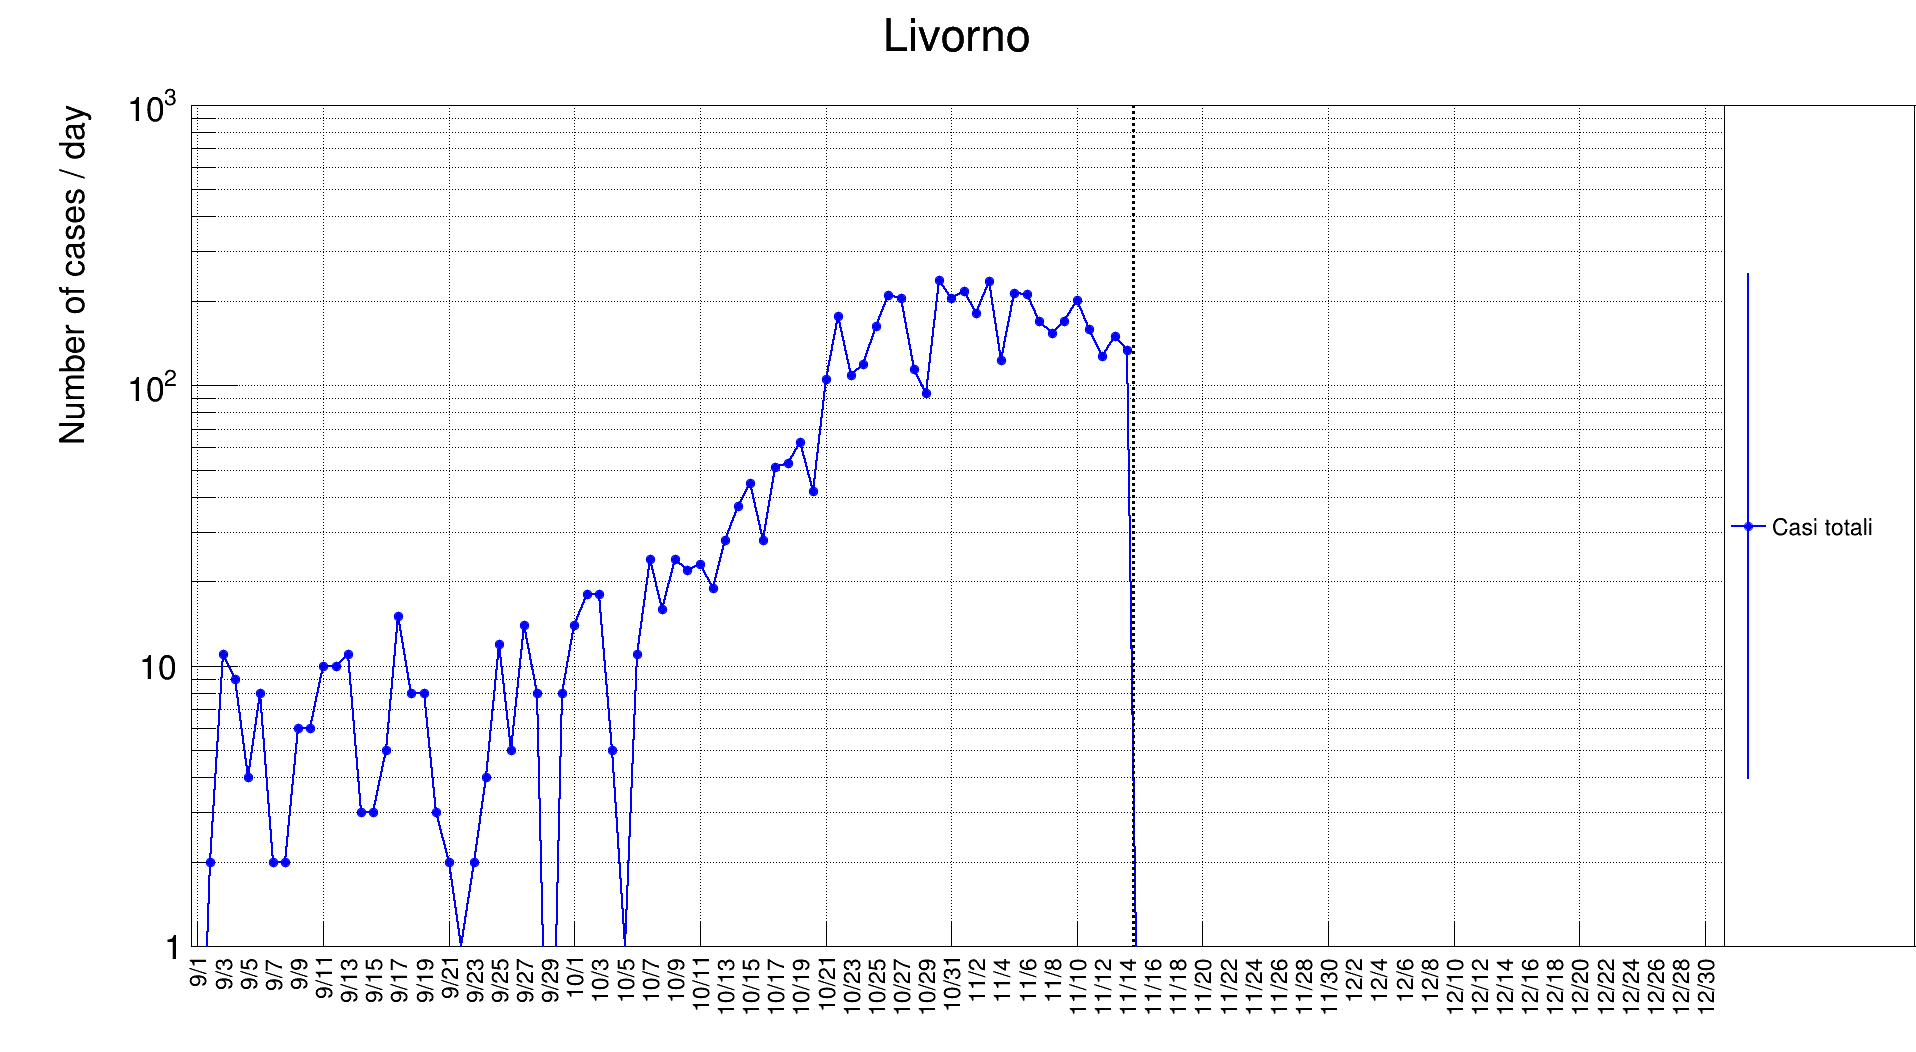 Livorno
Number of cases / day
10³
10²
10
1
9/1 9/3 9/5 9/7 9/9 9/11 9/13 9/15 9/17 9/19 9/21 9/23 9/25 9/27 9/29 10/1 10/3 10/5 10/7 10/9 10/11 10/13 10/15 10/17 10/19 10/21 10/23 10/25 10/27 10/29 10/31 11/2 11/4 11/6 11/8 11/10 11/12 11/14 11/16 11/18 11/20 11/22 11/24 11/26 11/28 11/30 12/2 12/4 12/6 12/8 12/10 12/12 12/14 12/16 12/18 12/20 12/22 12/24 12/26 12/28 12/30
Casi totali